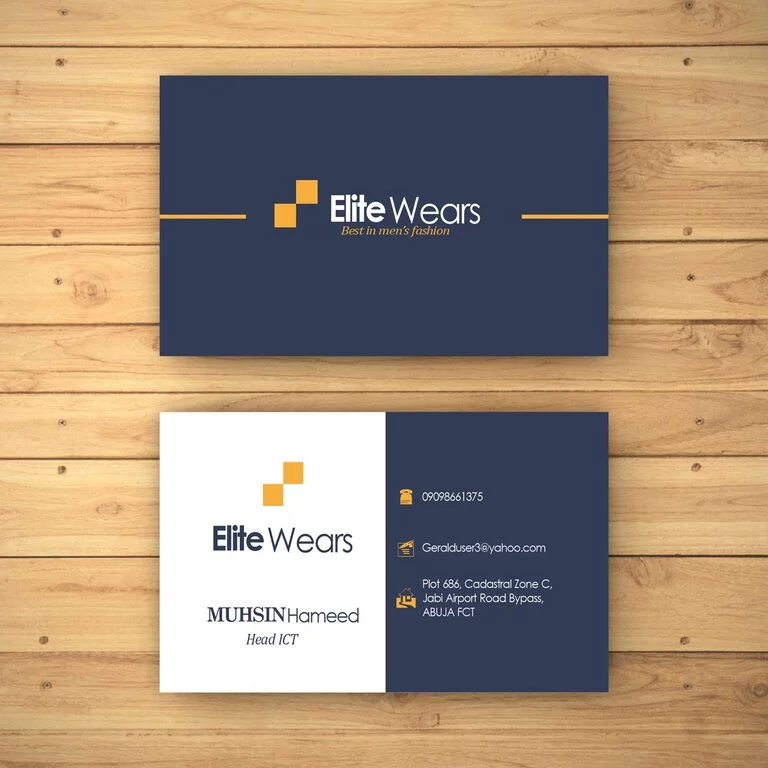 Elite Wears
Best in men's fashion
Elite Wears
MUHSIN Hameed
Head ICT
09098661375
Geralduser3@yahoo.com
Plot 686, Cadastral Zone C,
Jabi Airport Road Bypass,
ABUJA FCT